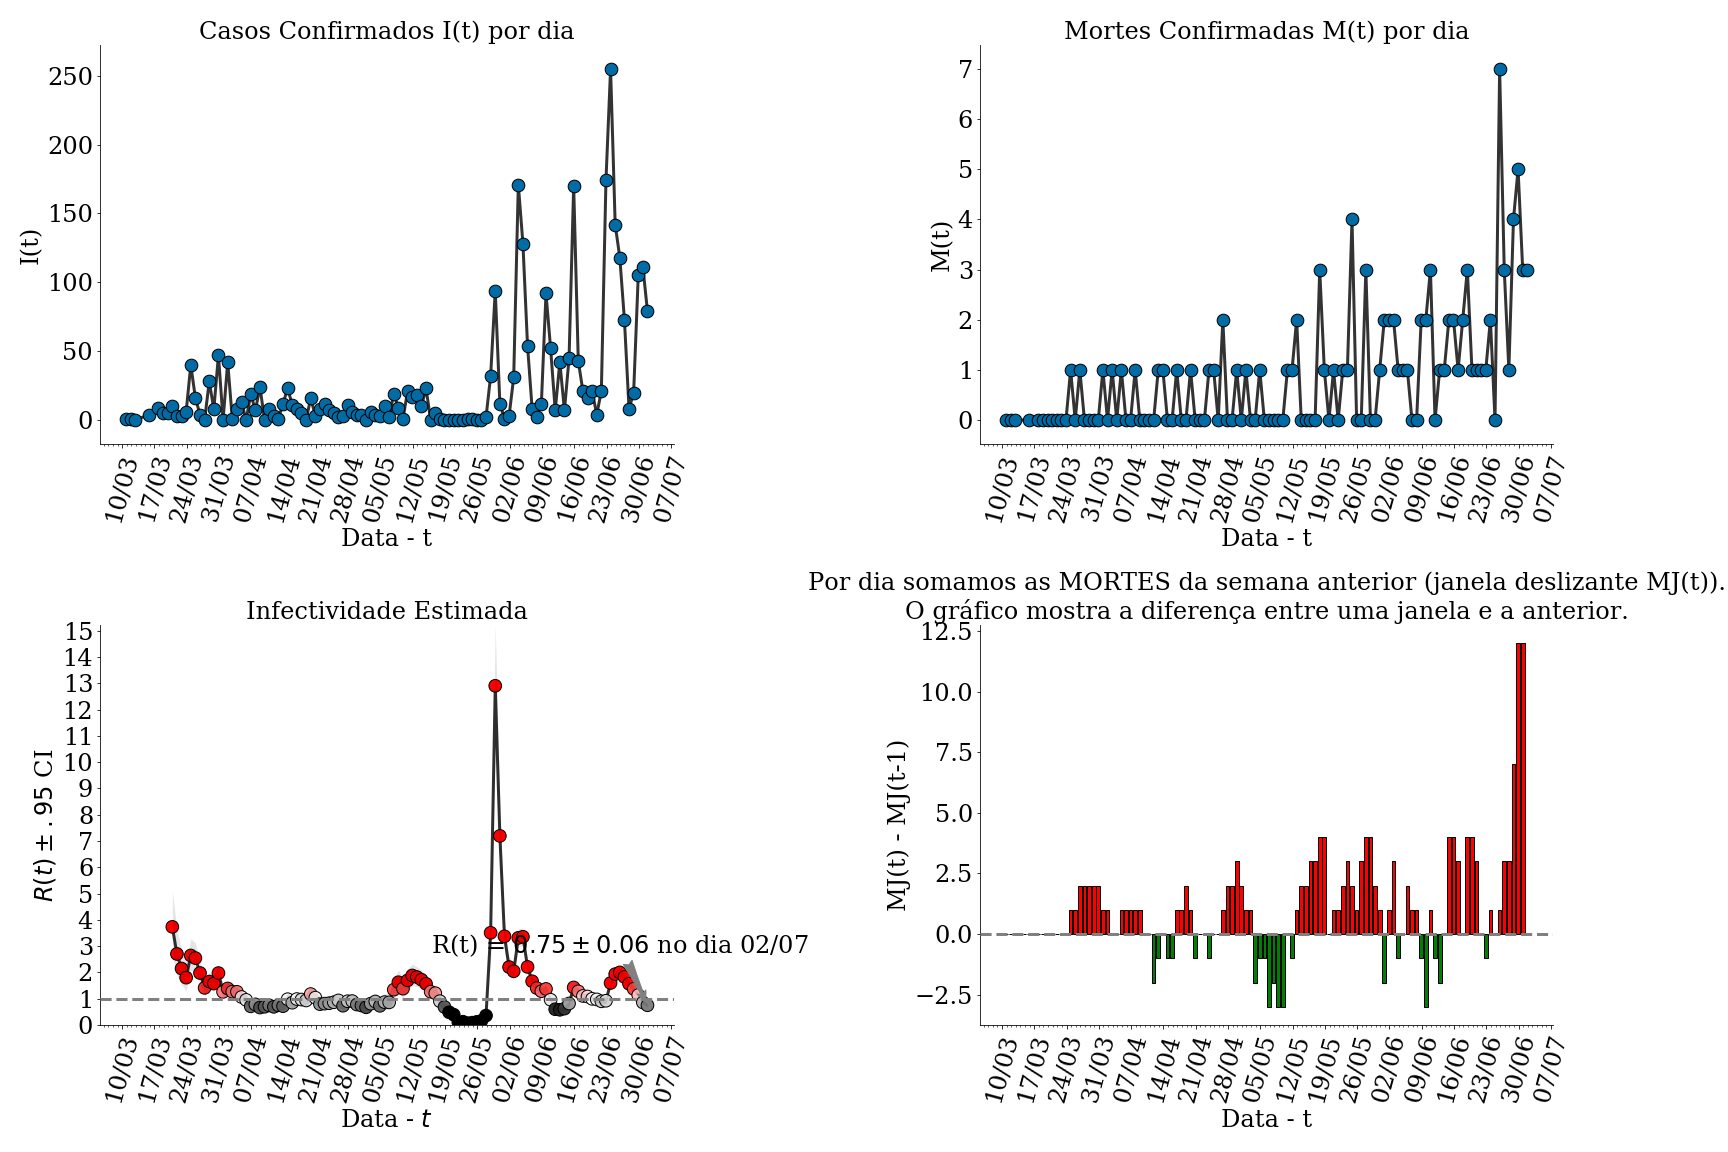 Casos Confirmados I(t) por dia
250
200
150
100
50
0
I(t)
10/03 17/03 24/03 31/03 07/04 14/04 21/04 28/04 05/05 12/05 19/05 26/05 02/06 09/06 16/06 23/06 30/06 07/07
Data - t
Mortes Confirmadas M(t) por dia
7
6
5
4
3
2
1
0
M(t)
10/03 17/03 24/03 31/03 07/04 14/04 21/04 28/04 05/05 12/05 19/05 26/05 02/06 09/06 16/06 23/06 30/06 07/07
Data - t
Infectividade Estimada
15
14
13
12
11
10
9
8
7
6
5
4
3
2
1
0
R(t) ± .95 CI
R(t) = 0.75 ± 0.06 no dia 02/07
10/03 17/03 24/03 31/03 07/04 14/04 21/04 28/04 05/05 12/05 19/05 26/05 02/06 09/06 16/06 23/06 30/06 07/07
Data - t
Por dia somamos as MORTES da semana anterior (janela deslizante MJ(t)).
O gráfico mostra a diferença entre uma janela e a anterior.
12.5
10.0
7.5
5.0
2.5
0.0
−2.5
MJ(t) - MJ(t-1)
10/03 17/03 24/03 31/03 07/04 14/04 21/04 28/04 05/05 12/05 19/05 26/05 02/06 09/06 16/06 23/06 30/06 07/07
Data - t